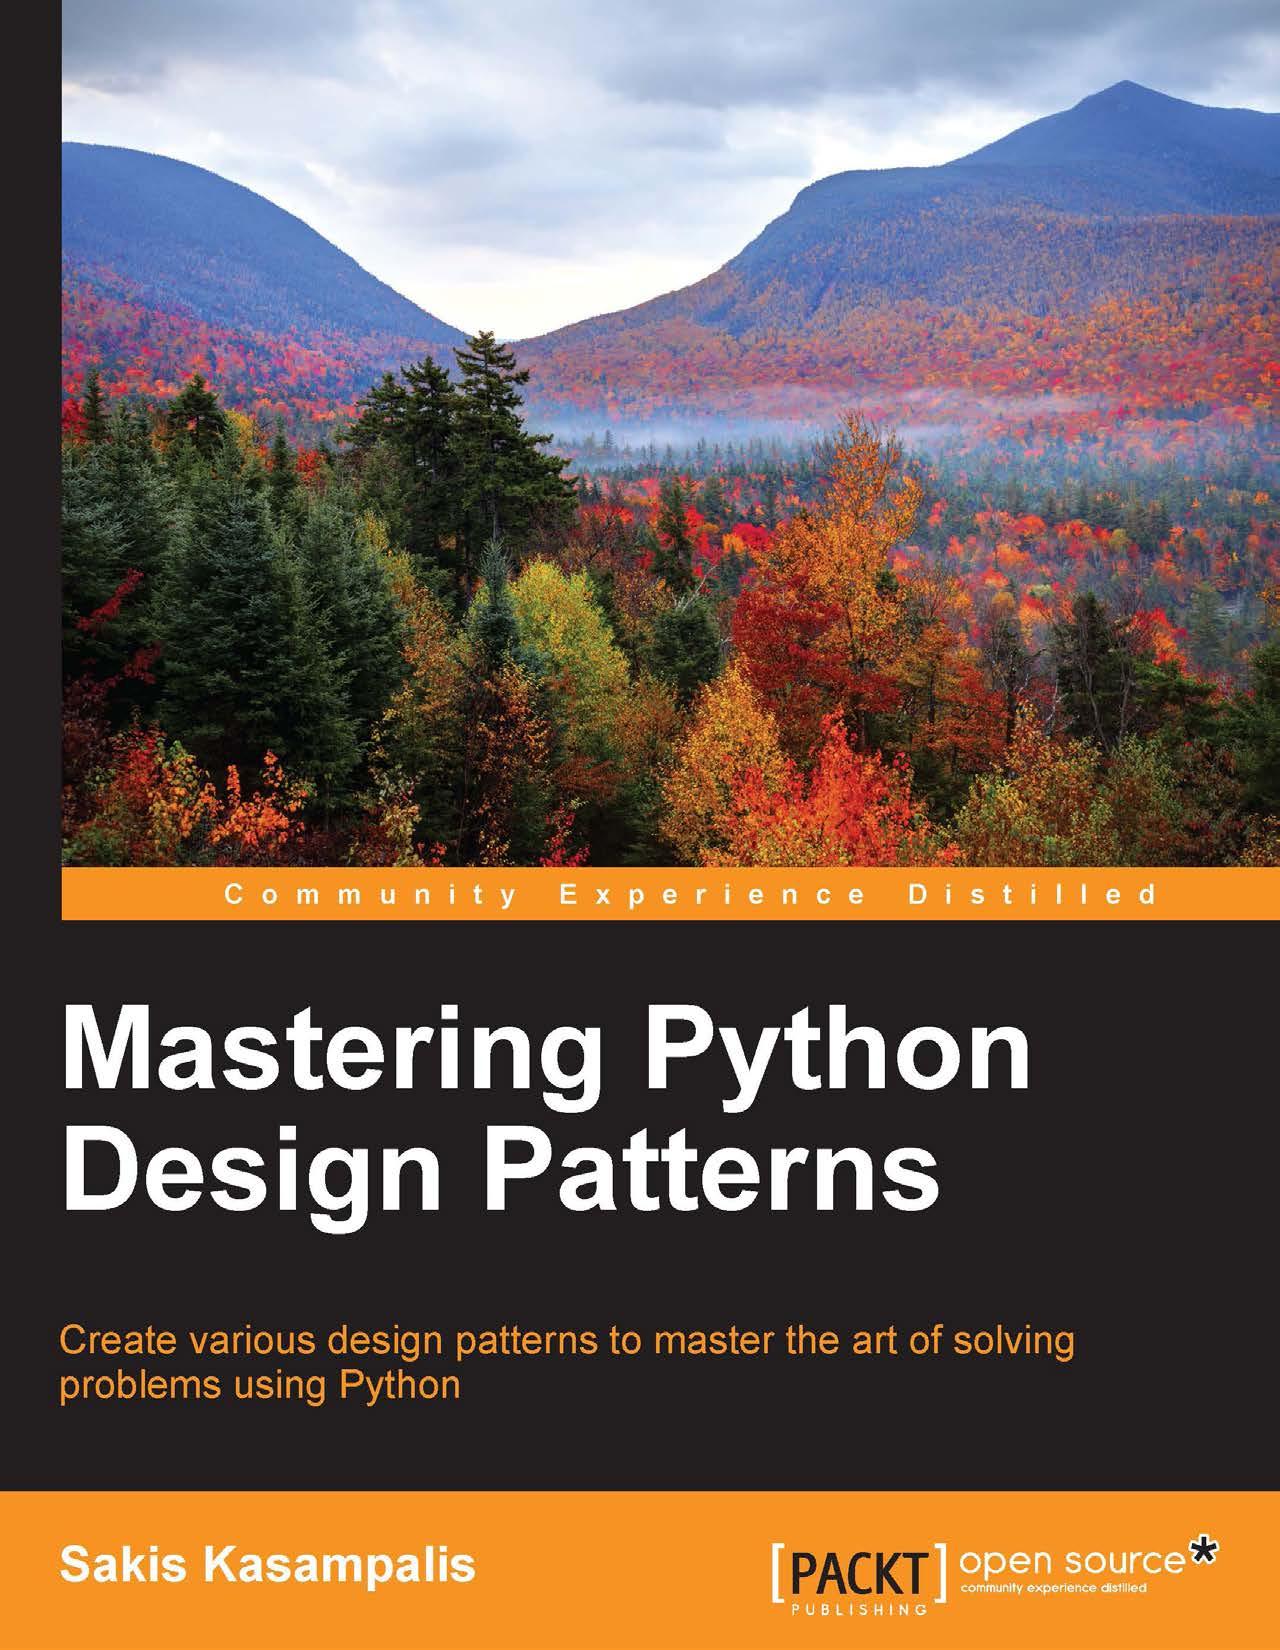 Community Experience Distilled
Mastering Python
Design Patterns
Create various design patterns to master the art of solving
problems using Python
Sakis Kasampalis
[PACKT]
PUBLISHING
open source*
community experience distilled